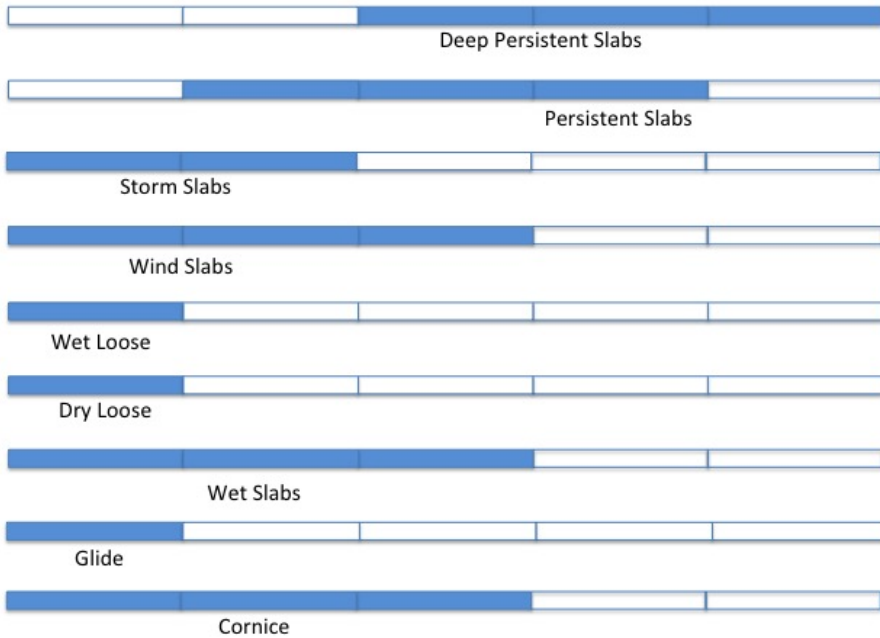 Deep Persistent Slabs
Persistent Slabs
Storm Slabs
Wind Slabs
Wet Loose
Dry Loose
Wet Slabs
Glide
Cornice